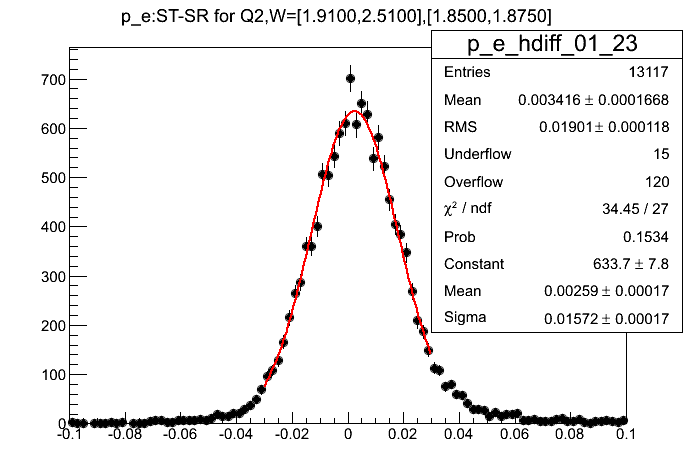 p_e:ST-SR for Q2,W=[1.9100,2.5100],[1.8500,1.8750]
p_e_hdiff_01_23
Entries 13117
Mean 0.003416 ± 0.0001668
RMS 0.01901 ± 0.000118
Underflow 15
Overflow 120
χ² / ndf 34.45 / 27
Prob 0.1534
Constant 633.7 ± 7.8
Mean 0.00259 ± 0.00017
Sigma 0.01572 ± 0.00017
700
600
500
400
300
200
100
0
-0.1 -0.08 -0.06 -0.04 -0.02 0 0.02 0.04 0.06 0.08 0.1